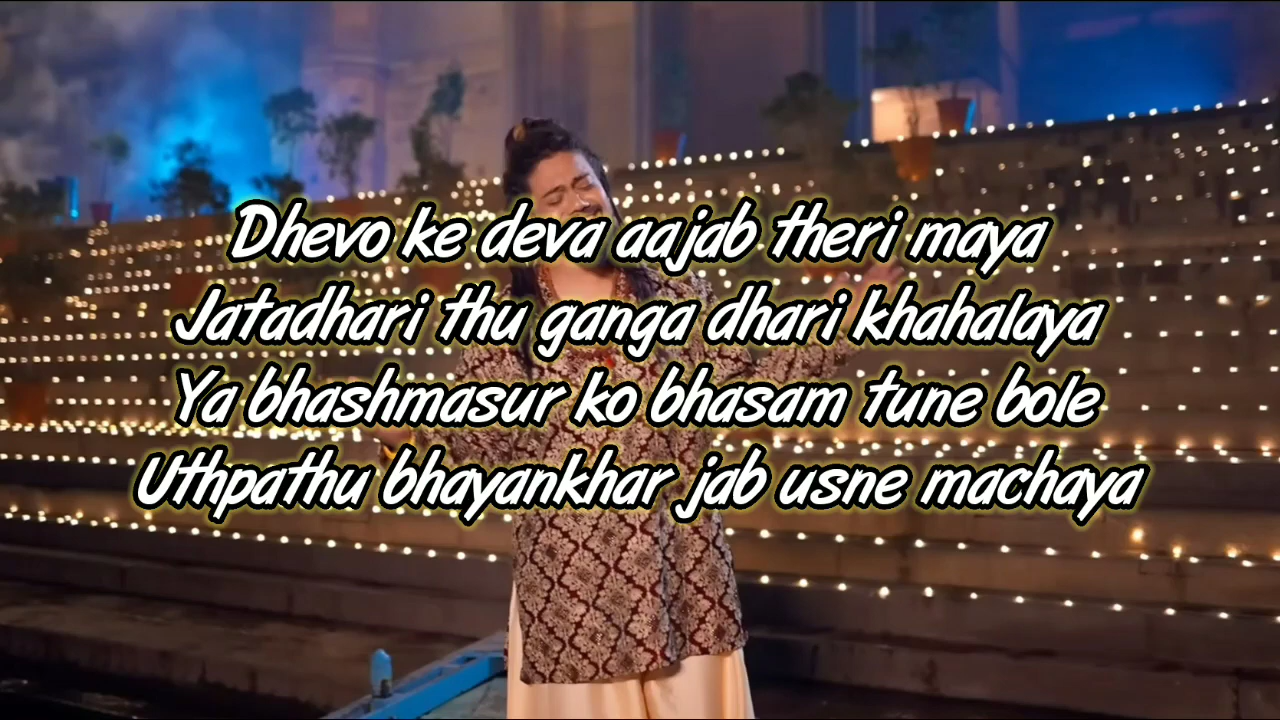 Dhevo ke deva aajab theri maya
Jatadhari thu ganga dhari khahalaya
Ya bhashmasur ko bhasam tune bole
Uthpathu bhayankhar jab usne machaya